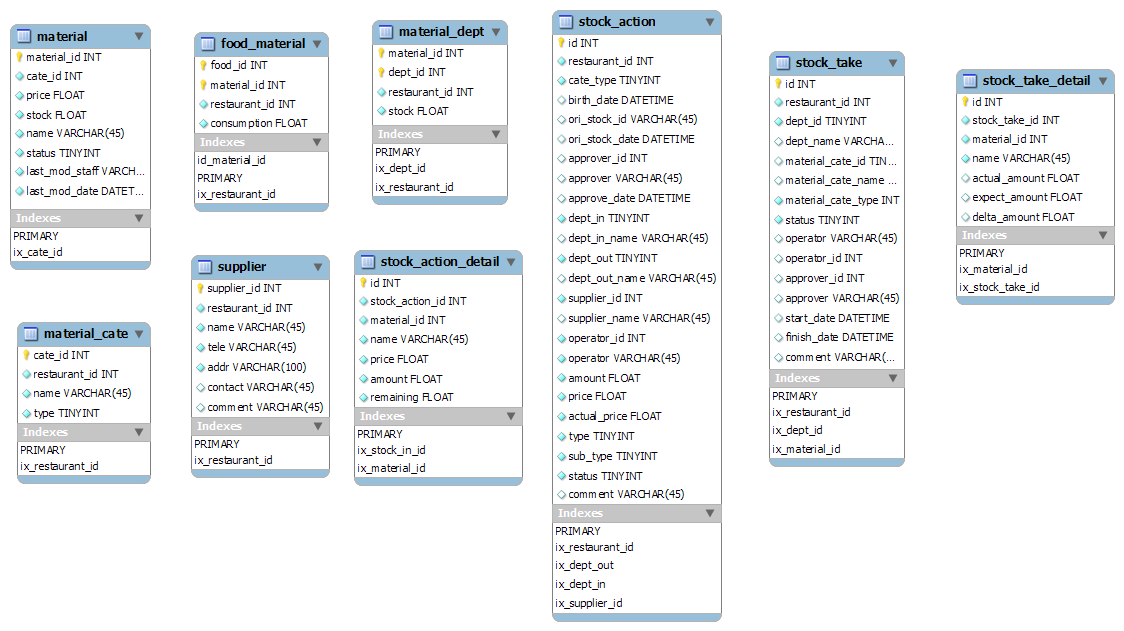 material
material_id INT
cate_id INT
price FLOAT
stock FLOAT
name VARCHAR(45)
status TINYINT
last_mod_staff VARCH...
last_mod_date DATET...
Indexes
PRIMARY
ix_cate_id
material_cate
cate_id INT
restaurant_id INT
name VARCHAR(45)
type TINYINT
Indexes
PRIMARY
ix_restaurant_id
food_material
food_id INT
material_id INT
restaurant_id INT
consumption FLOAT
Indexes
id_material_id
PRIMARY
ix_restaurant_id
supplier
supplier_id INT
restaurant_id INT
name VARCHAR(45)
tele VARCHAR(45)
addr VARCHAR(100)
contact VARCHAR(45)
comment VARCHAR(45)
Indexes
PRIMARY
ix_restaurant_id
material_dept
material_id INT
dept_id INT
restaurant_id INT
stock FLOAT
Indexes
PRIMARY
ix_dept_id
ix_restaurant_id
stock_action_detail
id INT
stock_action_id INT
material_id INT
name VARCHAR(45)
price FLOAT
amount FLOAT
remaining FLOAT
Indexes
PRIMARY
ix_stock_in_id
ix_material_id
stock_action
id INT
restaurant_id INT
cate_type TINYINT
birth_date DATETIME
ori_stock_id VARCHAR(45)
ori_stock_date DATETIME
approver_id INT
approver VARCHAR(45)
approve_date DATETIME
dept_in TINYINT
dept_in_name VARCHAR(45)
dept_out TINYINT
dept_out_name VARCHAR(45)
supplier_id INT
supplier_name VARCHAR(45)
operator_id INT
operator VARCHAR(45)
amount FLOAT
price FLOAT
actual_price FLOAT
type TINYINT
sub_type TINYINT
status TINYINT
comment VARCHAR(45)
Indexes
PRIMARY
ix_restaurant_id
ix_dept_out
ix_dept_in
ix_supplier_id
stock_take
id INT
restaurant_id INT
dept_id TINYINT
dept_name VARCHA...
material_cate_id TIN...
material_cate_name ...
material_cate_type INT
status TINYINT
operator VARCHAR(45)
operator_id INT
approver_id INT
approver VARCHAR(45)
start_date DATETIME
finish_date DATETIME
comment VARCHAR(...
Indexes
PRIMARY
ix_restaurant_id
ix_dept_id
ix_material_id
stock_take_detail
id INT
stock_take_id INT
material_id INT
name VARCHAR(45)
actual_amount FLOAT
expect_amount FLOAT
delta_amount FLOAT
Indexes
PRIMARY
ix_material_id
ix_stock_take_id